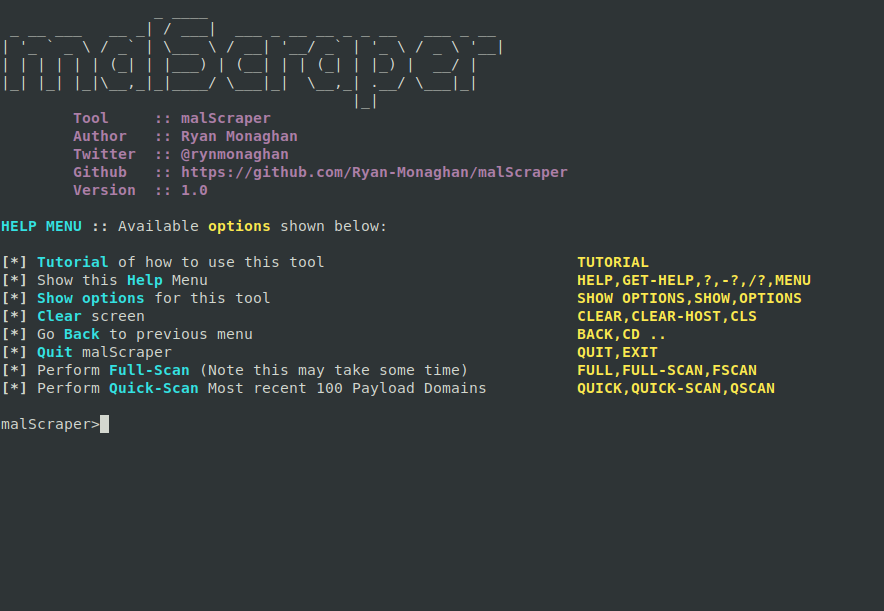 malScraper
Tool :: malScraper
Author :: Ryan Monaghan
Twitter :: @rynmonaghan
Github :: https://github.com/Ryan-Monaghan/malScraper
Version :: 1.0
HELP MENU :: Available options shown below:
[*] Tutorial of how to use this tool TUTORIAL
[*] Show this Help Menu HELP,GET-HELP,?,-?,/?,MENU
[*] Show options for this tool SHOW OPTIONS,SHOW,OPTIONS
[*] Clear screen CLEAR,CLEAR-HOST,CLS
[*] Go Back to previous menu BACK,CD ..
[*] Quit malScraper QUIT,EXIT
[*] Perform Full-Scan (Note this may take some time) FULL,FULL-SCAN,FSCAN
[*] Perform Quick-Scan Most recent 100 Payload Domains QUICK,QUICK-SCAN,QSCAN
malScraper>